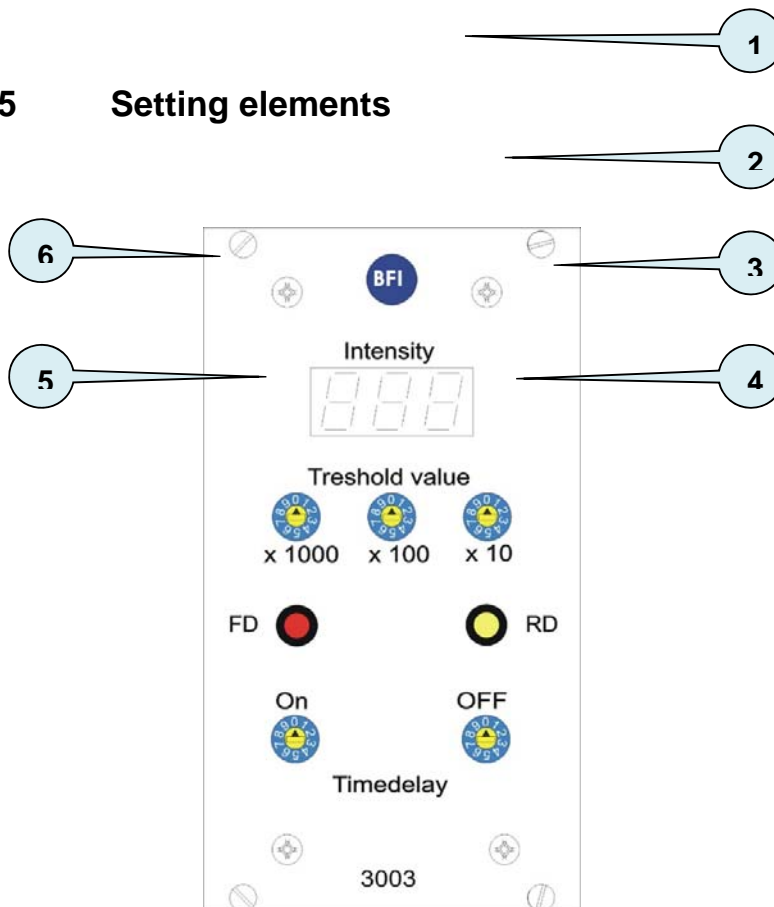 1
5 Setting elements
2
6
BFI
3
Intensity
5
4
Treshold value
x 1000 x 100 x 10
FD RD
On OFF
Timedelay
3003